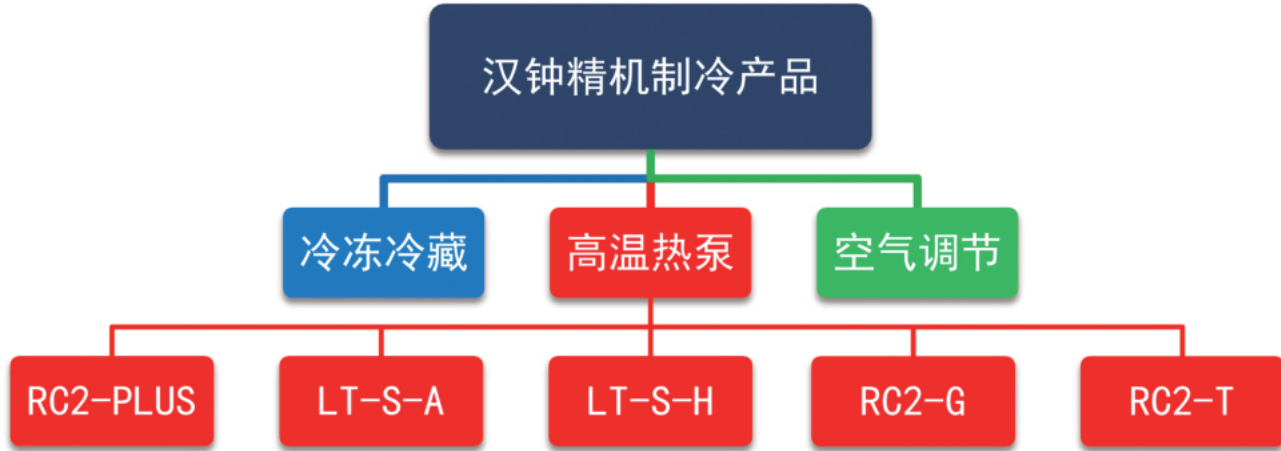 汉钟精机制冷产品
冷冻冷藏
高温热泵
空气调节
RC2-PLUS
LT-S-A
LT-S-H
RC2-G
RC2-T